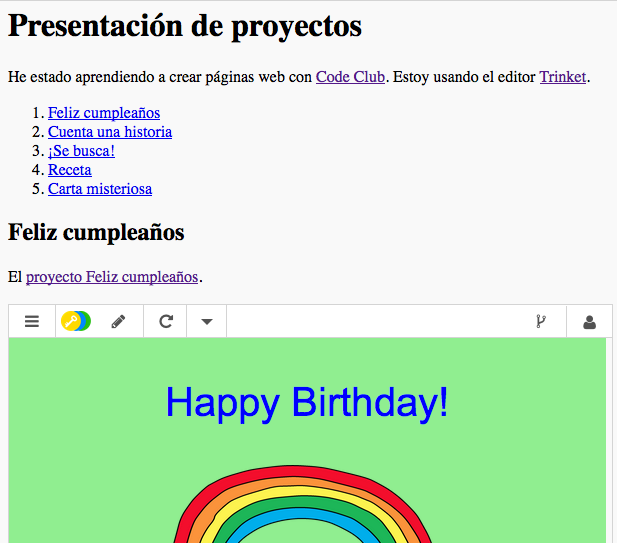 Presentación de proyectos
He estado aprendiendo a crear páginas web con Code Club. Estoy usando el editor Trinket.
1. Feliz cumpleaños
2. Cuenta una historia
3. ¡Se busca!
4. Receta
5. Carta misteriosa
Feliz cumpleaños
El proyecto Feliz cumpleaños.
Happy Birthday!